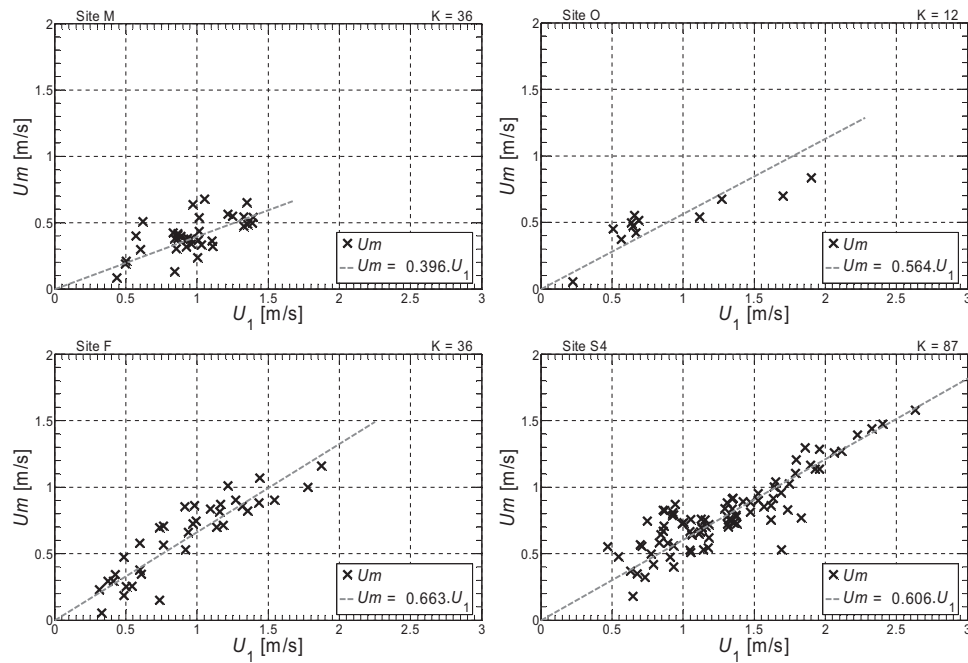 Site M K = 36
2
1.5
1
0.5
0
Um [m/s]
0 0.5 1 1.5 2 2.5 3
U1 [m/s]
Um
Um = 0.396.U1
Site O K = 12
2
1.5
1
0.5
0
Um [m/s]
0 0.5 1 1.5 2 2.5 3
U1 [m/s]
Um
Um = 0.564.U1
Site F K = 36
2
1.5
1
0.5
0
Um [m/s]
0 0.5 1 1.5 2 2.5 3
U1 [m/s]
Um
Um = 0.663.U1
Site S4 K = 87
2
1.5
1
0.5
0
Um [m/s]
0 0.5 1 1.5 2 2.5 3
U1 [m/s]
Um
Um = 0.606.U1